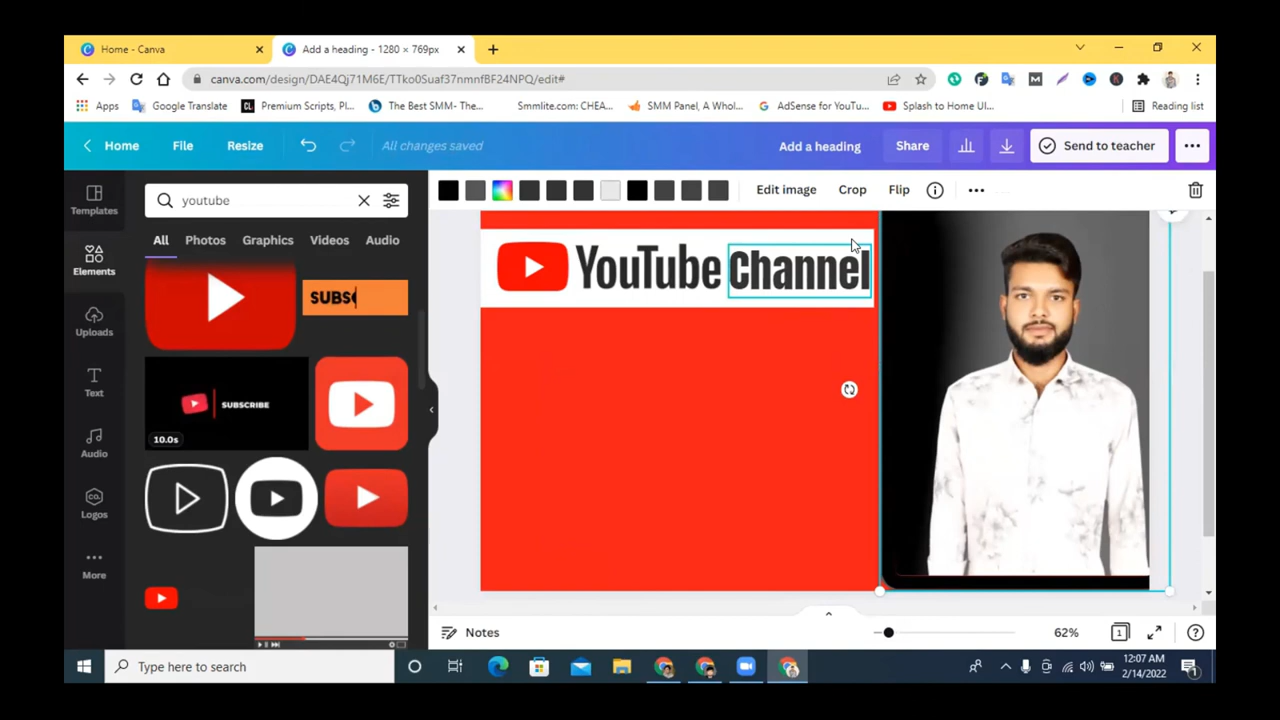 Home - Canva
Add a heading - 1280 × 769px
canva.com/design/DAE4Qj71M6E/TTko0Suaf37nmnfBF24NPQ/edit#
Apps
Google Translate
CL
Premium Scripts, Pl...
The Best SMM- The...
Smmlite.com: CHEA...
SMM Panel, A Whol...
AdSense for YouTu...
Splash to Home UI...
Reading list
Home
File
Resize
All changes saved
Add a heading
Share
Send to teacher
Templates
Elements
Uploads
Text
Audio
Logos
More
youtube
All
Photos
Graphics
Videos
Audio
SUBS
SUBSCRIBE
10.0s
Edit image
Crop
Flip
YouTube Channel
Notes
62%
1
Type here to search
12:07 AM
2/14/2022
1